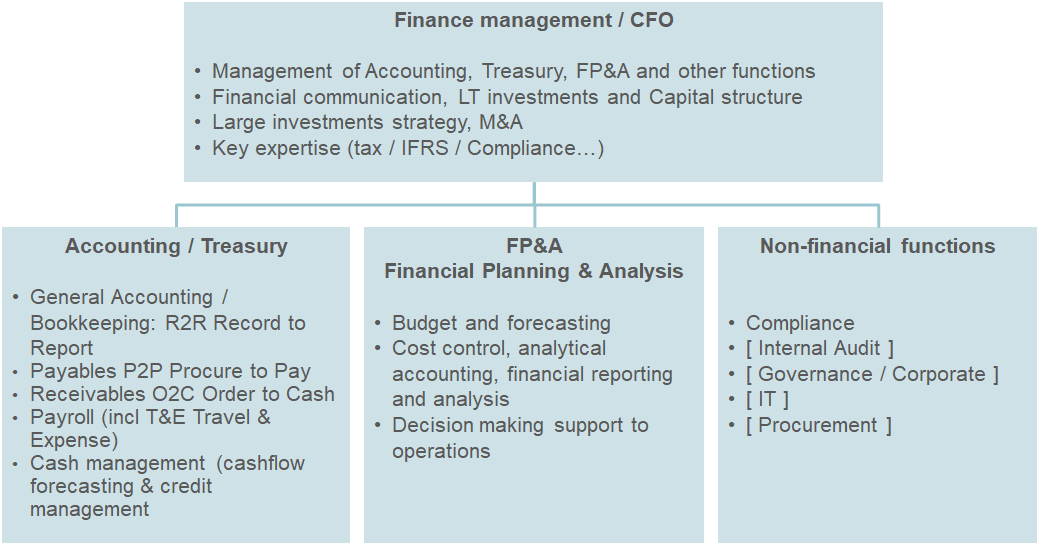 Finance management / CFO
• Management of Accounting, Treasury, FP&A and other functions
• Financial communication, LT investments and Capital structure
• Large investments strategy, M&A
• Key expertise (tax / IFRS / Compliance…)
Accounting / Treasury
• General Accounting /
Bookkeeping: R2R Record to
Report
• Payables P2P Procure to Pay
• Receivables O2C Order to Cash
• Payroll (incl T&E Travel &
Expense)
• Cash management (cashflow
forecasting & credit
management
FP&A
Financial Planning & Analysis
• Budget and forecasting
• Cost control, analytical
accounting, financial reporting
and analysis
• Decision making support to
operations
Non-financial functions
• Compliance
• [ Internal Audit ]
• [ Governance / Corporate ]
• [ IT ]
• [ Procurement ]